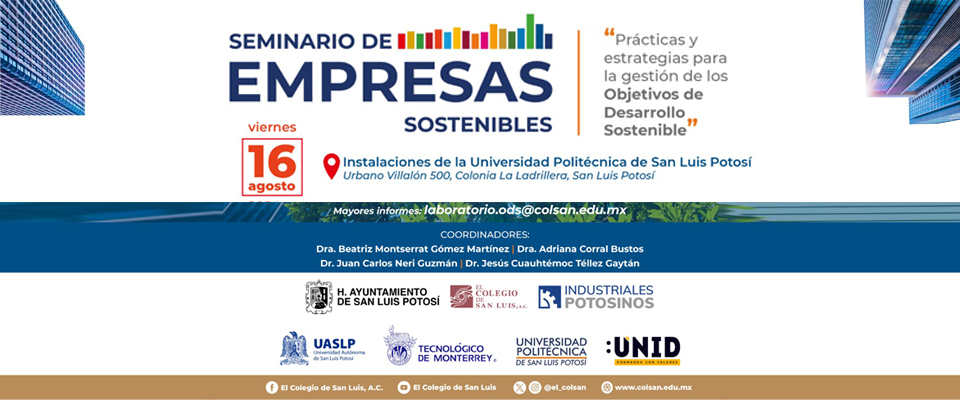 SEMINARIO DE
EMPRESAS
SOSTENIBLES
“Prácticas y
estrategias para
la gestión de los
Objetivos de
Desarrollo
Sostenible”
viernes
16
agosto
Instalaciones de la Universidad Politécnica de San Luis Potosí
Urbano Villalón 500, Colonia La Ladrillera, San Luis Potosí
Mayores informes: laboratorio.ods@colsan.edu.mx
COORDINADORES:
Dra. Beatriz Montserrat Gómez Martínez | Dra. Adriana Corral Bustos
Dr. Juan Carlos Neri Guzmán | Dr. Jesús Cuauhtémoc Téllez Gaytán
H. AYUNTAMIENTO
DE SAN LUIS POTOSÍ
EL
COLEGIO
DE
SAN LUIS, A.C.
INDUSTRIALES
POTOSINOS
UASLP
Universidad Autónoma
de San Luis Potosí
TECNOLÓGICO
DE MONTERREY
UNIVERSIDAD
POLITÉCNICA
DE SAN LUIS POTOSÍ
:UNID
FORMANDO CON VALORES
El Colegio de San Luis, A.C.
El Colegio de San Luis
@el_colsan
www.colsan.edu.mx